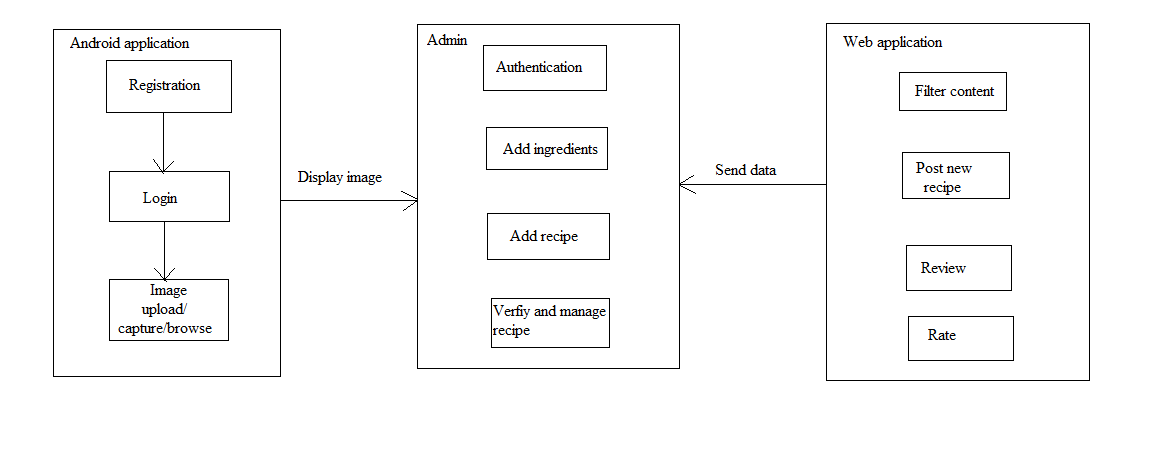 Android application
Registration
Login
Image
upload/
capture/browse
Display image
Admin
Authentication
Add ingredients
Add recipe
Verfiy and manage
recipe
Send data
Web application
Filter content
Post new
recipe
Review
Rate